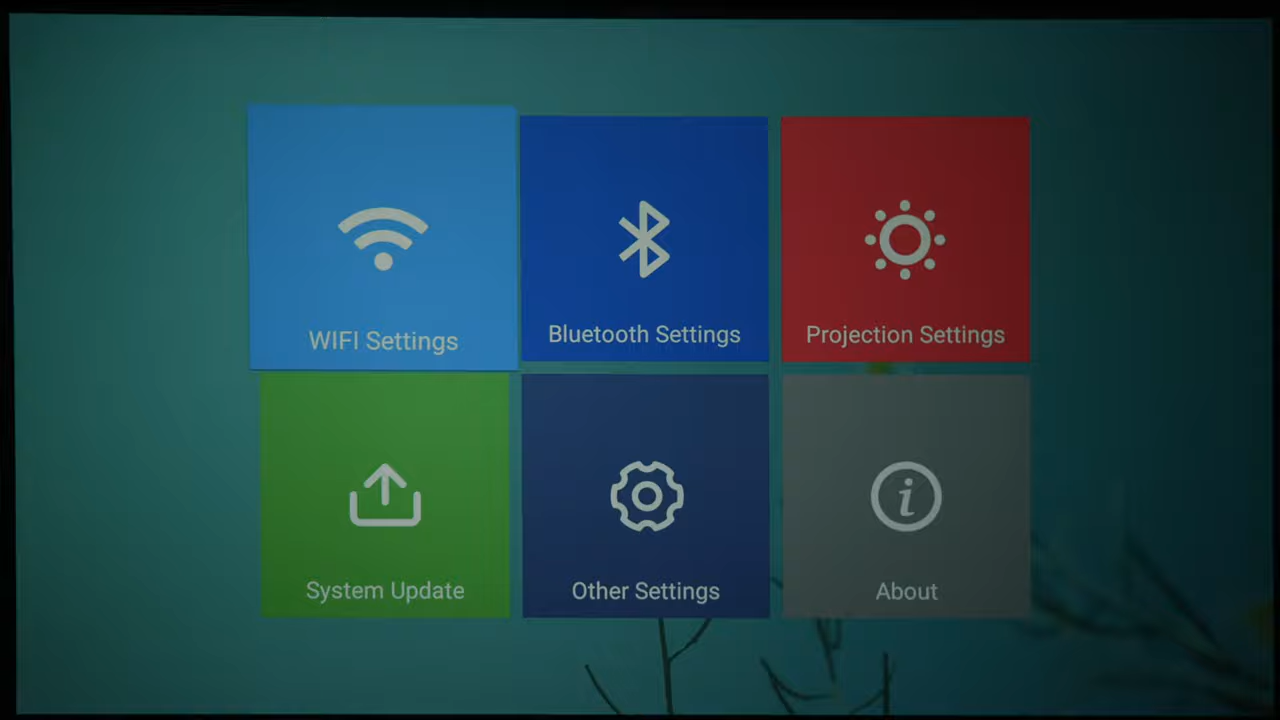 WIFI Settings
Bluetooth Settings
Projection Settings
System Update
Other Settings
About